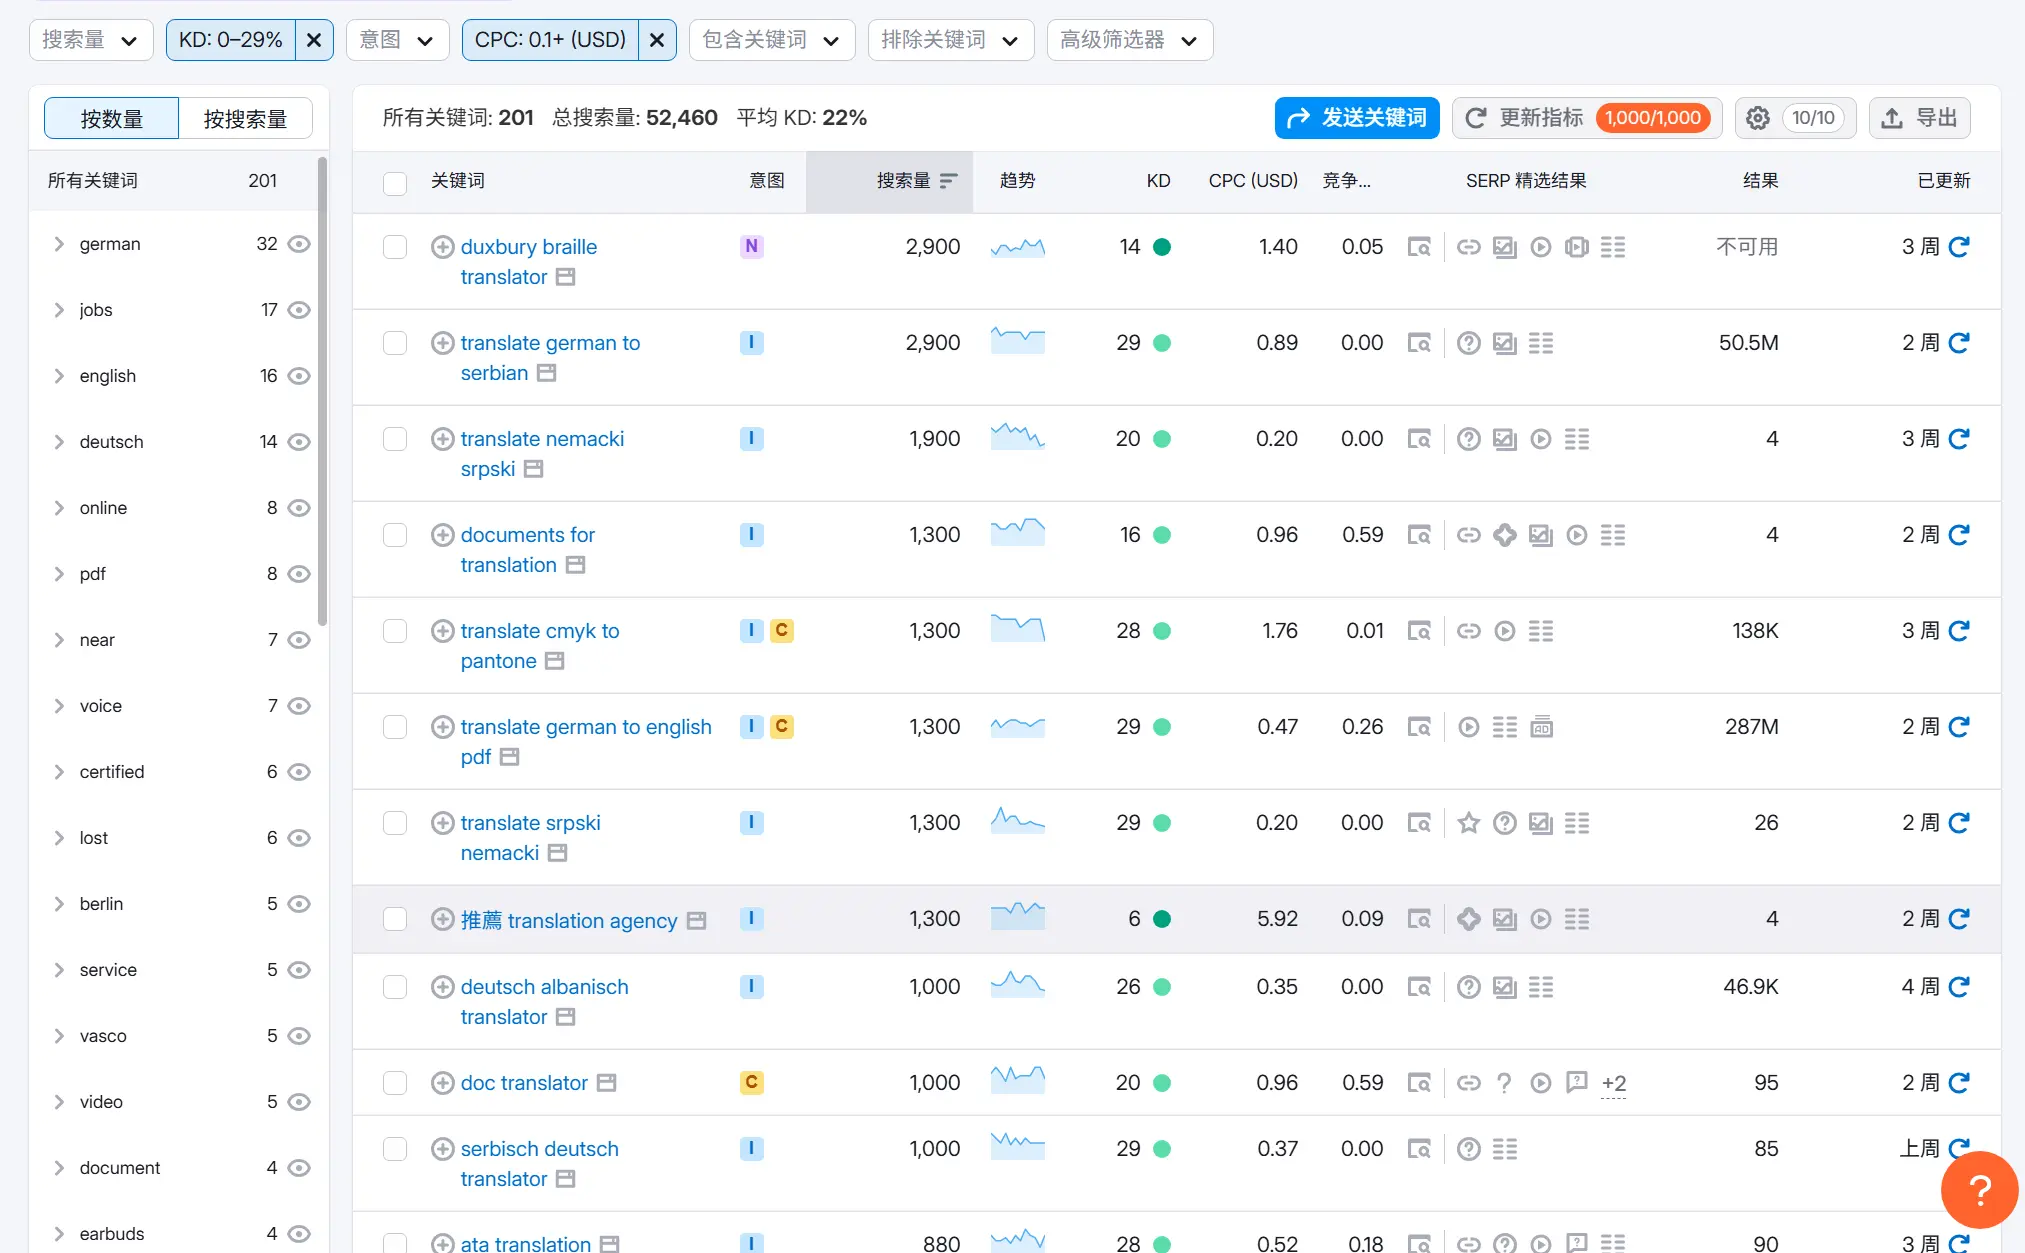 搜索量 KD: 0–29% 意图 CPC: 0.1+ (USD) 包含关键词 排除关键词 高级筛选器
按数量 按搜索量
所有关键词 201
german 32
jobs 17
english 16
deutsch 14
online 8
pdf 8
near 7
voice 7
certified 6
lost 6
berlin 5
service 5
vasco 5
video 5
document 4
earbuds 4
所有关键词: 201 总搜索量: 52,460 平均 KD: 22%
发送关键词 更新指标 1,000/1,000 10/10 导出
关键词 意图 搜索量 趋势 KD CPC (USD) 竞争... SERP 精选结果 结果 已更新
duxbury braille N 2,900 14 1.40 0.05 不可用 3 周
translator
translate german to I 2,900 29 0.89 0.00 50.5M 2 周
serbian
translate nemacki I 1,900 20 0.20 0.00 4 3 周
srpski
documents for I 1,300 16 0.96 0.59 4 2 周
translation
translate cmyk to I C 1,300 28 1.76 0.01 138K 3 周
pantone
translate german to english I C 1,300 29 0.47 0.26 AD 287M 2 周
pdf
translate srpski I 1,300 29 0.20 0.00 26 2 周
nemacki
推薦 translation agency I 1,300 6 5.92 0.09 4 2 周
deutsch albanisch I 1,000 26 0.35 0.00 46.9K 4 周
translator
doc translator C 1,000 20 0.96 0.59 +2 95 2 周
serbisch deutsch I 1,000 29 0.37 0.00 85 上周
translator
ata translation I 880 28 0.52 0.18 90 3 周
?